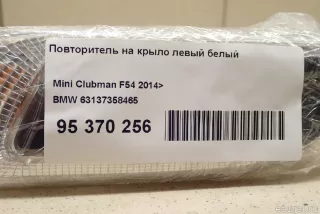 Повторитель на крыло левый белый
Mini Clubman F54 2014>
BMW 63137358465
95 370 256